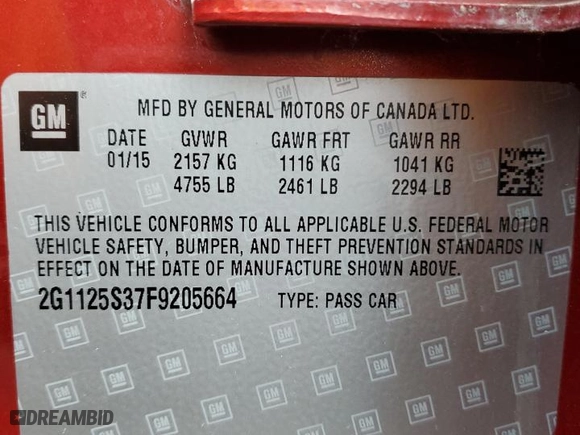 GM ®
MFD BY GENERAL MOTORS OF CANADA LTD.
DATE GVWR GAWR FRT GAWR RR
01/15 2157 KG 1116 KG 1041 KG
4755 LB 2461 LB 2294 LB
THIS VEHICLE CONFORMS TO ALL APPLICABLE U.S. FEDERAL MOTOR
VEHICLE SAFETY, BUMPER, AND THEFT PREVENTION STANDARDS IN
EFFECT ON THE DATE OF MANUFACTURE SHOWN ABOVE.
2G1125S37F9205664 TYPE: PASS CAR
DREAMBID